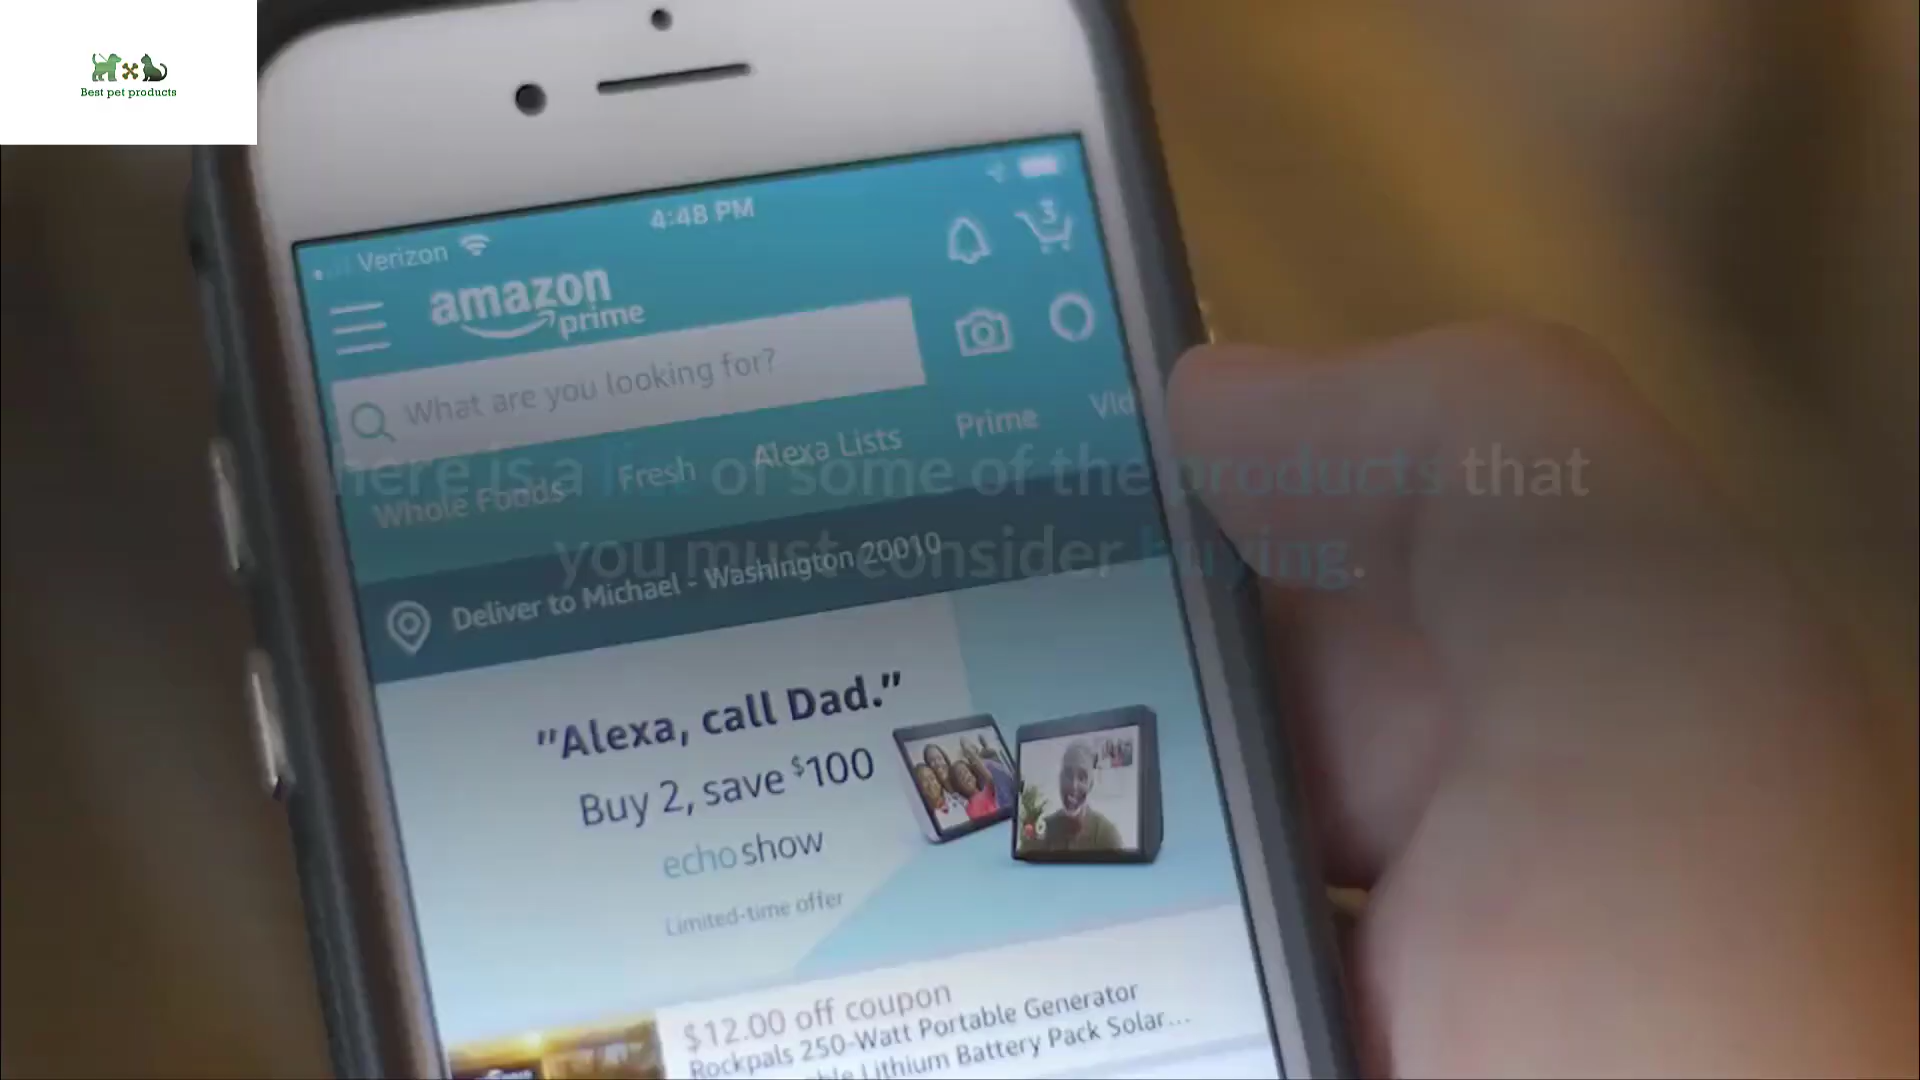 Best pet products
4:48 PM
Verizon
3
amazon
prime
What are you looking for?
Whole Foods Fresh Alexa Lists Prime Vid
here is a list of some of the products that
you must consider buying.
Deliver to Michael - Washington 20010
"Alexa, call Dad."
Buy 2, save $100
echo show
Limited-time offer
$12.00 off coupon
Rockpals 250-Watt Portable Generator
ble Lithium Battery Pack Solar...